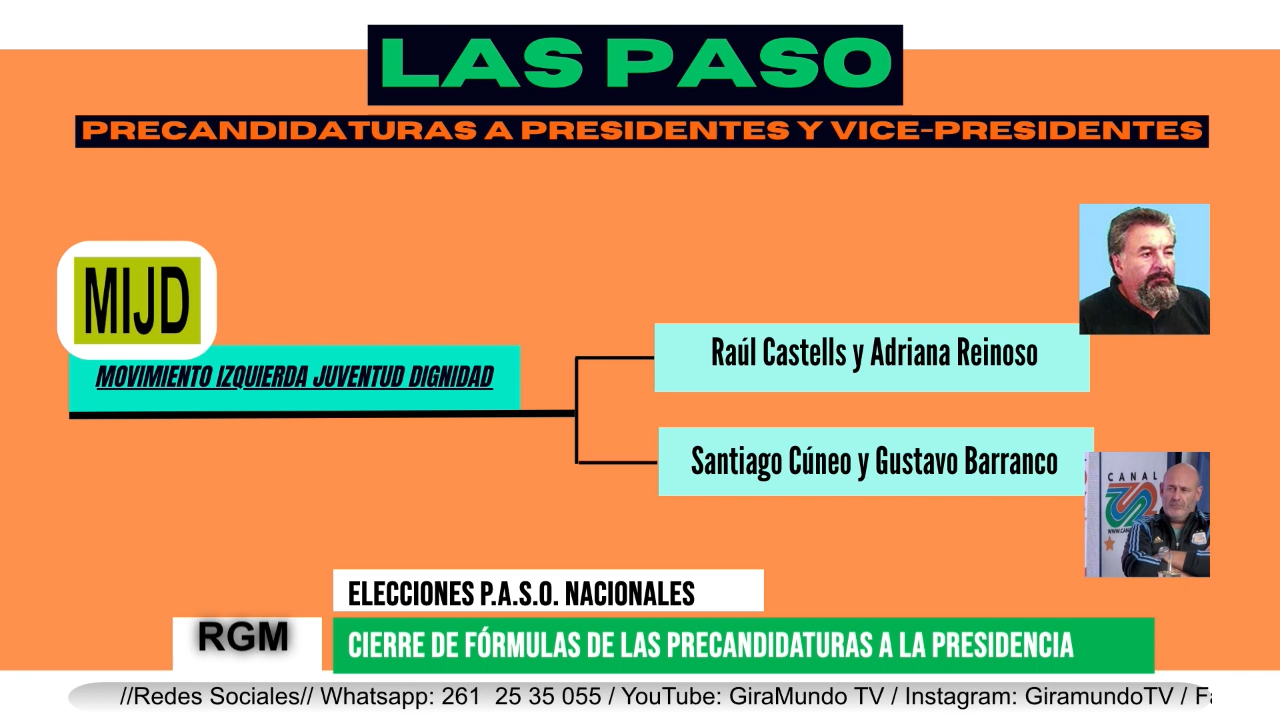 LAS PASO
PRECANDIDATURAS A PRESIDENTES Y VICE-PRESIDENTES
MIJD
MOVIMIENTO IZQUIERDA JUVENTUD DIGNIDAD
Raúl Castells y Adriana Reinoso
Santiago Cúneo y Gustavo Barranco
CANAL
ELECCIONES P.A.S.O. NACIONALES
RGM
CIERRE DE FÓRMULAS DE LAS PRECANDIDATURAS A LA PRESIDENCIA
//Redes Sociales// Whatsapp: 261 25 35 055 / YouTube: GiraMundo TV / Instagram: GiramundoTV /